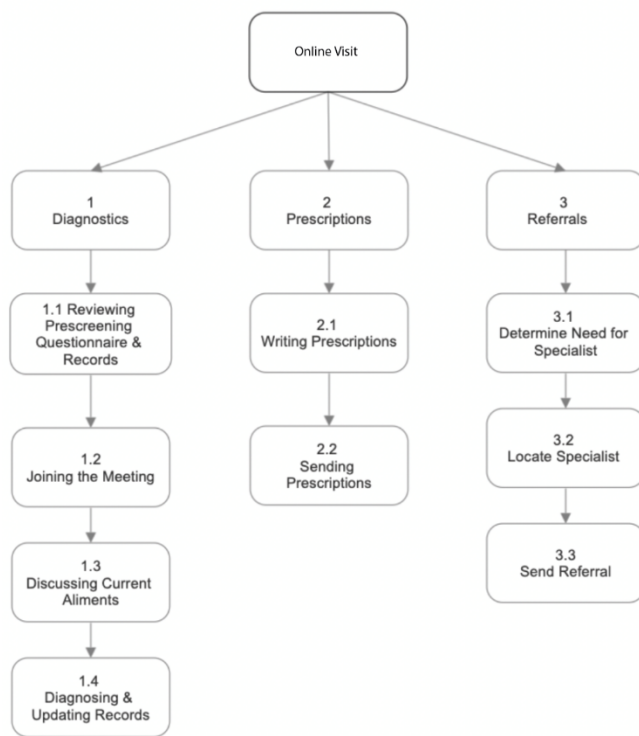 Online Visit
1
Diagnostics
2
Prescriptions
3
Referrals
1.1 Reviewing
Prescreening
Questionnaire &
Records
2.1
Writing Prescriptions
3.1
Determine Need for
Specialist
1.2
Joining the Meeting
2.2
Sending
Prescriptions
3.2
Locate Specialist
1.3
Discussing Current
Aliments
3.3
Send Referral
1.4
Diagnosing &
Updating Records